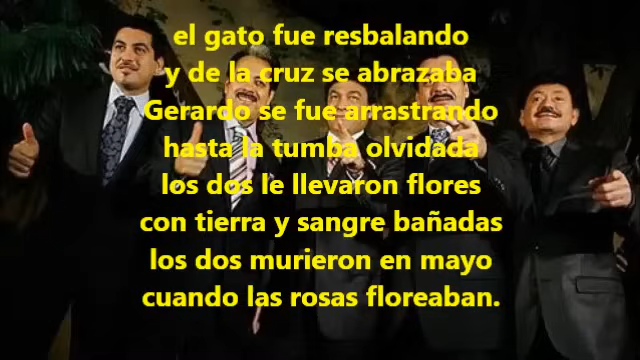 el gato fue resbalando
y de la cruz se abrazaba
Gerardo se fue arrastrando
hasta la tumba olvidada
los dos le llevaron flores
con tierra y sangre bañadas
los dos murieron en mayo
cuando las rosas floreaban.